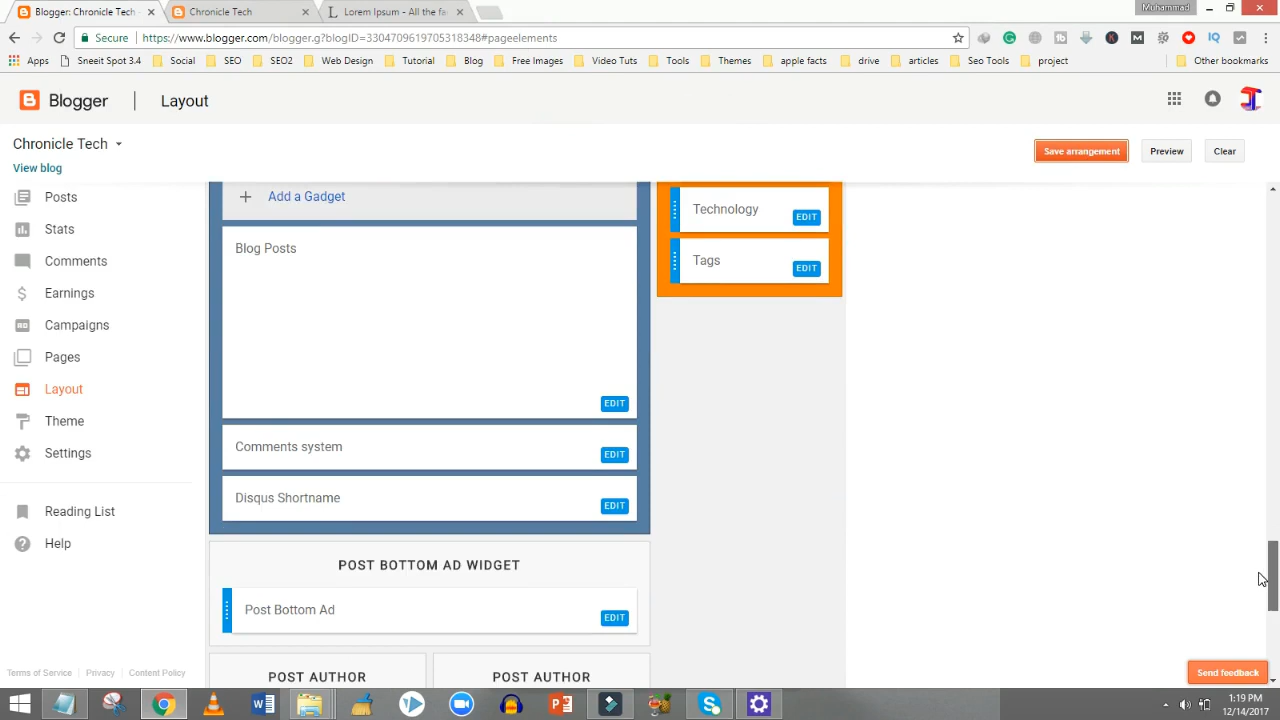 Blogger: Chronicle Tech
Chronicle Tech
Lorem Ipsum - All the fa
Muhammed
Secure
https://www.blogger.com/blogger.g?blogID=3304709619705318348#pageelements
Apps
Sneeit Spot 3.4
Social
SEO
SEO2
Web Design
Tutorial
Blog
Free Images
Video Tuts
Tools
Themes
apple facts
drive
articles
Seo Tools
project
Other bookmarks
Blogger
Layout
Chronicle Tech
View blog
Save arrangement
Preview
Clear
Posts
Stats
Comments
Earnings
Campaigns
Pages
Layout
Theme
Settings
Reading List
Help
Terms of Service
Privacy
Content Policy
Add a Gadget
Blog Posts
EDIT
Comments system
EDIT
Disqus Shortname
EDIT
POST BOTTOM AD WIDGET
Post Bottom Ad
EDIT
POST AUTHOR
POST AUTHOR
Technology
EDIT
Tags
EDIT
Send feedback
1:19 PM
12/14/2017